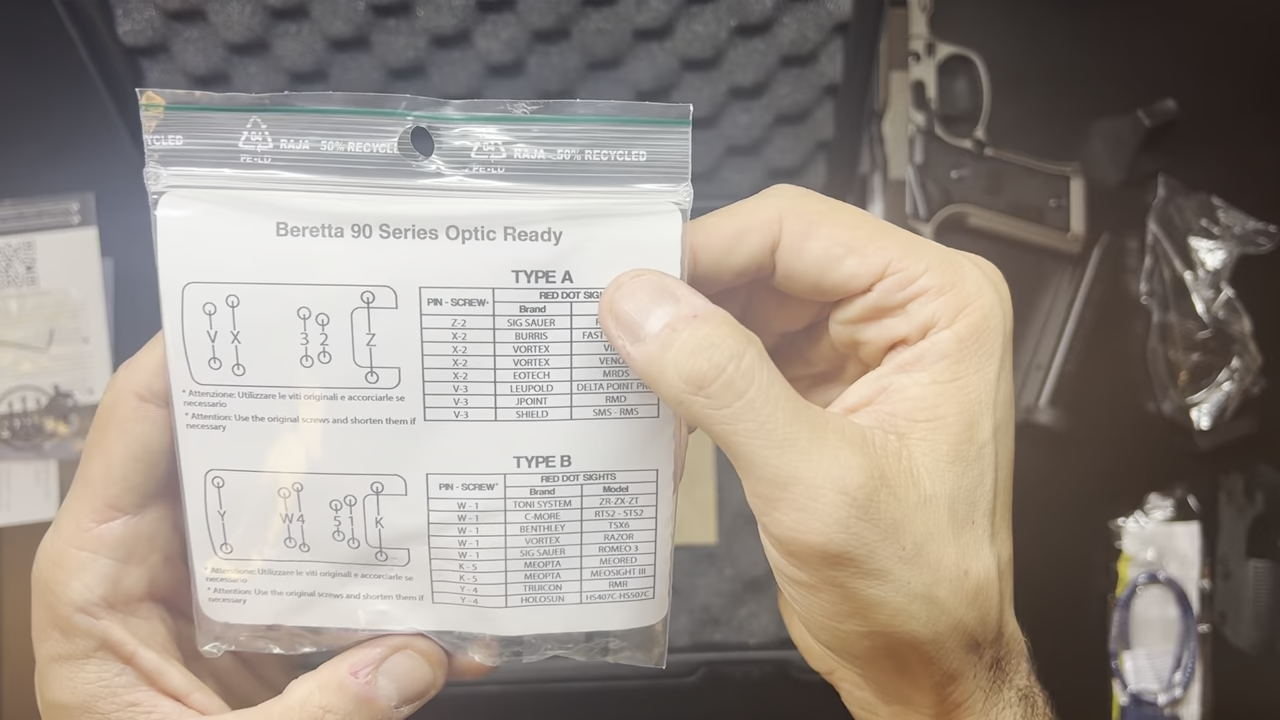 YCLED
04
PE-LD
RAJA 50% RECYCL
04
PE-LD
RAJA 50% RECYCLED
Beretta 90 Series Optic Ready
TYPE A
PIN - SCREW* RED DOT SIGH
Brand
Z-2 SIG SAUER
X-2 BURRIS FAST
X-2 VORTEX
X-2 VORTEX
X-2 EOTECH MRDS
V-3 LEUPOLD DELTA POINT PR
V-3 JPOINT RMD
V-3 SHIELD SMS - RMS
V X 3 2 Z
* Attenzione: Utilizzare le viti originali e accorciarle se
necessario
* Attention: Use the original screws and shorten them if
necessary
TYPE B
PIN - SCREW* RED DOT SIGHTS
Brand Model
W - 1 TONI SYSTEM ZR-ZX-ZT
W - 1 C-MORE RTS2 - STS2
W - 1 BENTHLEY TSX6
W - 1 VORTEX RAZOR
W - 1 SIG SAUER ROMEO 3
K - 5 MEOPTA MEORED
K - 5 MEOPTA MEOSIGHT III
Y - 4 TRIJICON RMR
Y - 4 HOLOSUN HS407C-HS507C
Y W 4 5 1 K
* Attenzione: Utilizzare le viti originali e accorciarle se
necessario
* Attention: Use the original screws and shorten them if
necessary